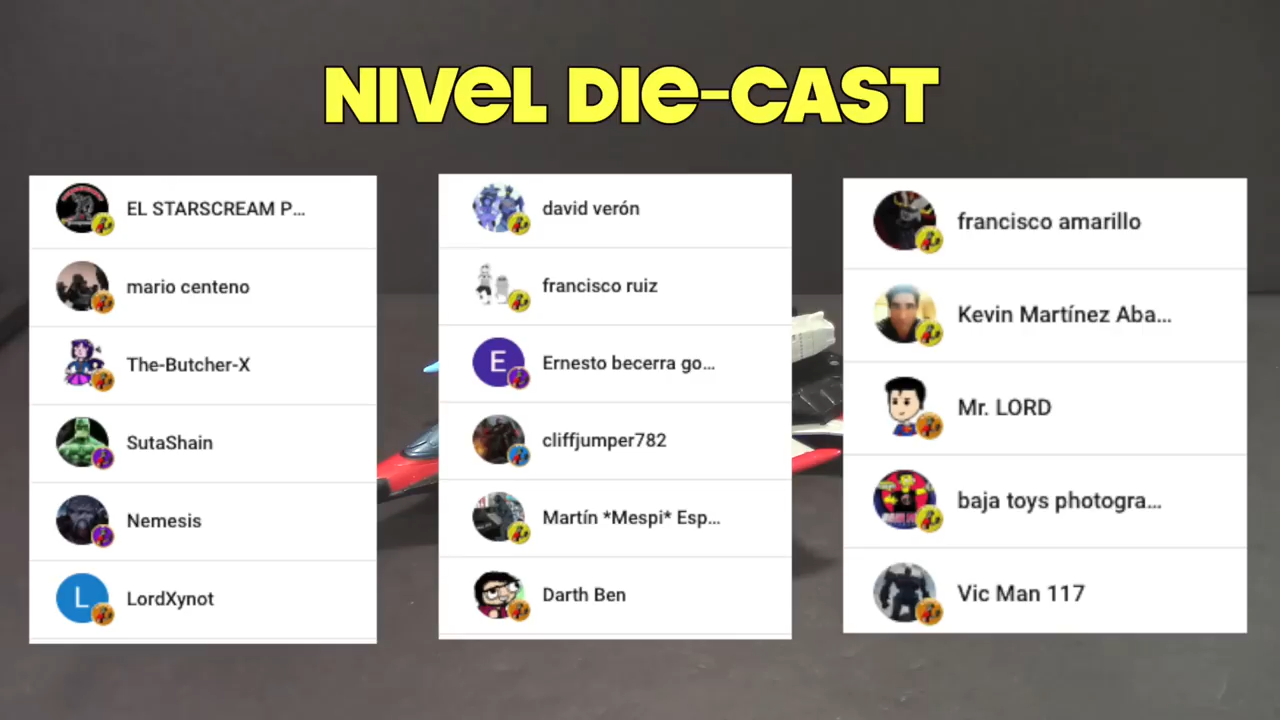 NIVEL DIE-CAST
EL STARSCREAM P...
mario centeno
The-Butcher-X
SutaShain
Nemesis
L
LordXynot
david verón
francisco ruiz
E
Ernesto becerra go...
cliffjumper782
Martín *Mespi* Esp...
Darth Ben
francisco amarillo
Kevin Martínez Aba...
Mr. LORD
baja toys photogra...
Vic Man 117